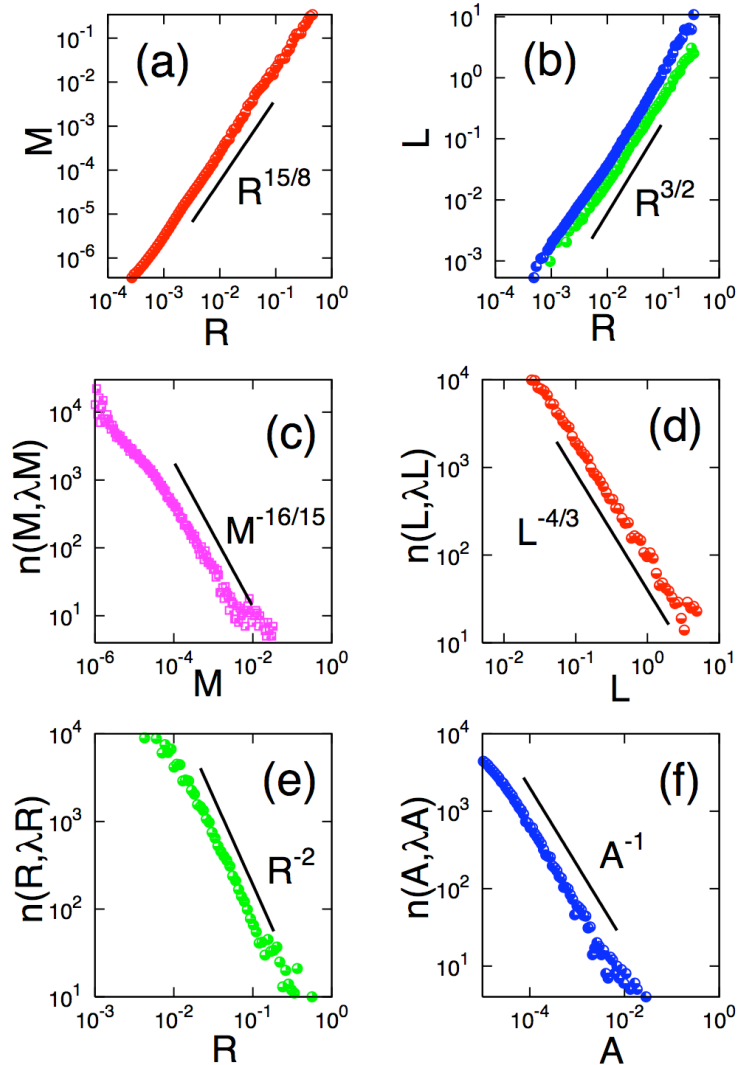 (a)
M
10^-1
10^-2
10^-3
10^-4
10^-5
10^-6
R^15/8
10^-4 10^-3 10^-2 10^-1 10^0
R
(b)
L
10^1
10^0
10^-1
10^-2
10^-3
R^3/2
10^-4 10^-3 10^-2 10^-1 10^0
R
(c)
n(M,λM)
10^4
10^3
10^2
10^1
M^-16/15
10^-6 10^-4 10^-2 10^0
M
(d)
n(L,λL)
10^4
10^3
10^2
10^1
L^-4/3
10^-2 10^-1 10^0 10^1
L
(e)
n(R,λR)
10^4
10^3
10^2
10^1
R^-2
10^-3 10^-2 10^-1 10^0
R
(f)
n(A,λA)
10^4
10^3
10^2
10^1
A^-1
10^-4 10^-2 10^0
A